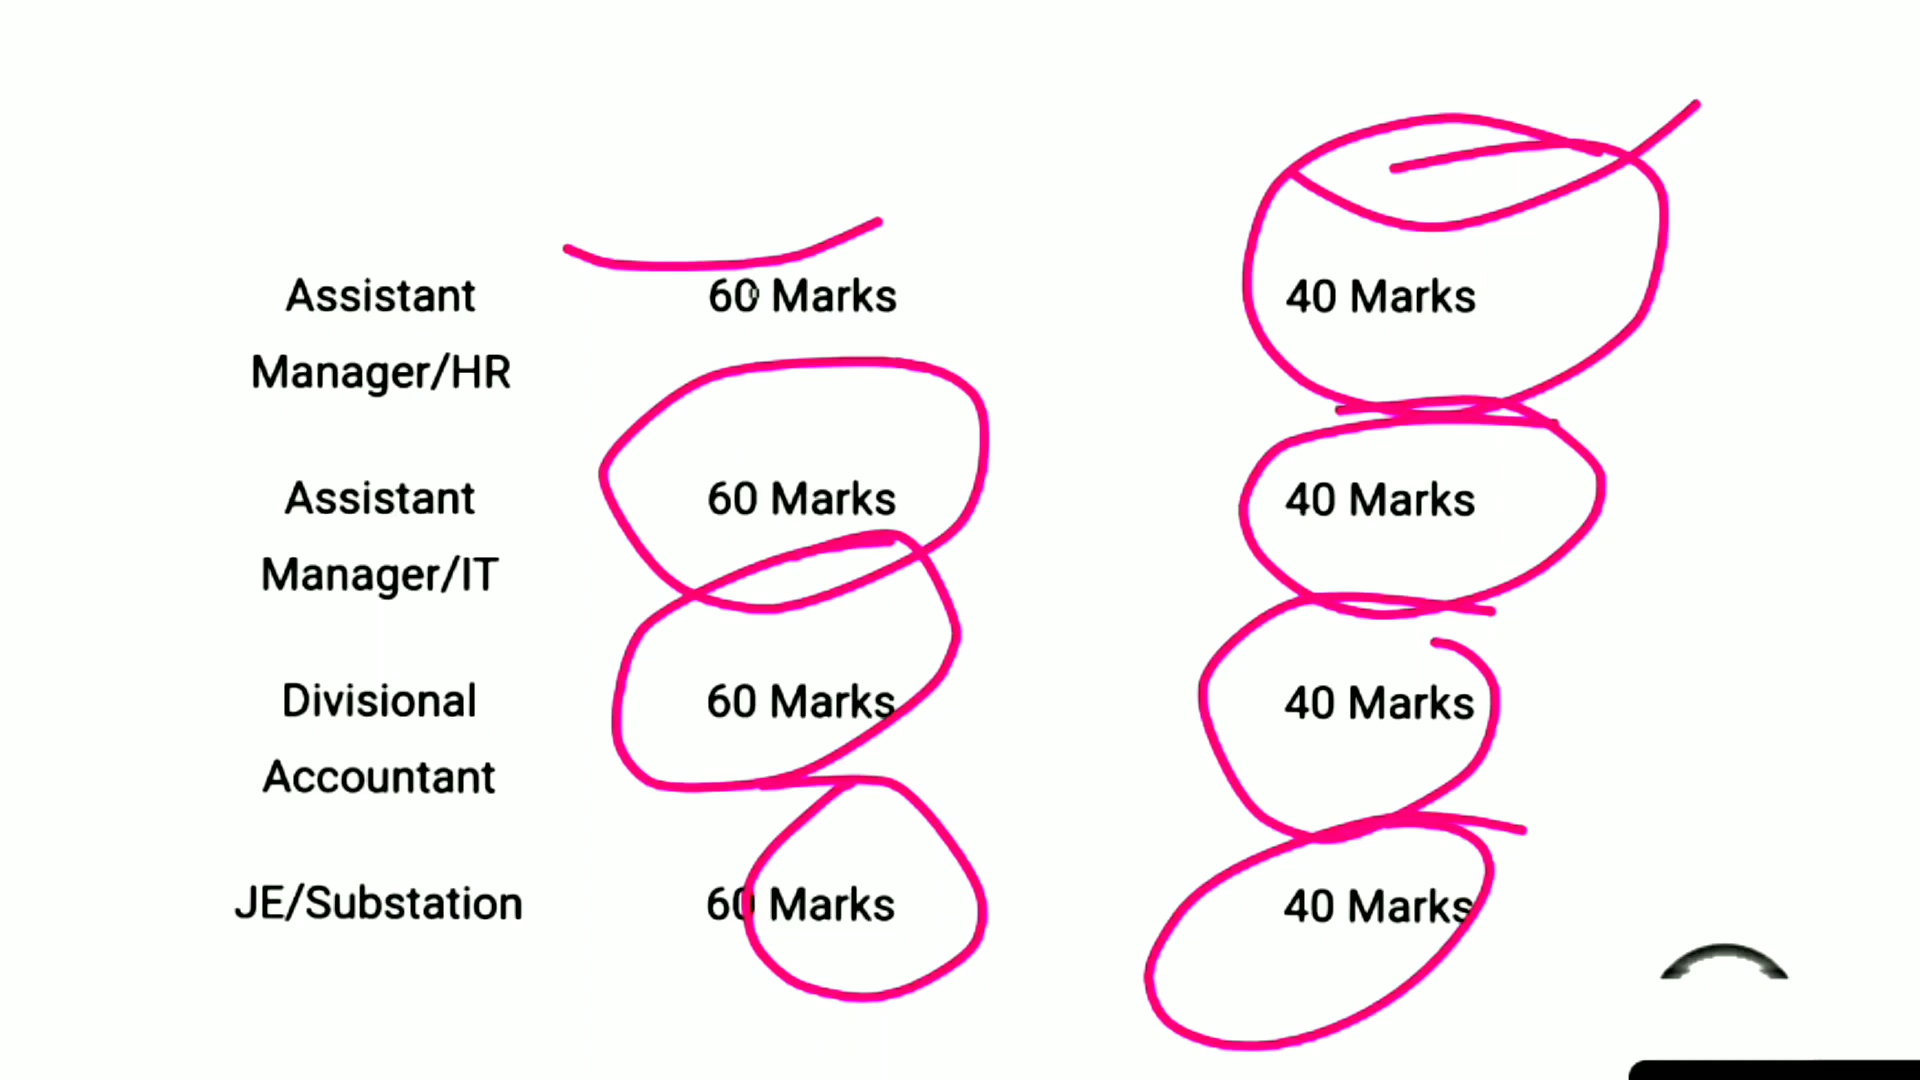 Assistant 60 Marks 40 Marks
Manager/HR
Assistant 60 Marks 40 Marks
Manager/IT
Divisional 60 Marks 40 Marks
Accountant
JE/Substation 60 Marks 40 Marks